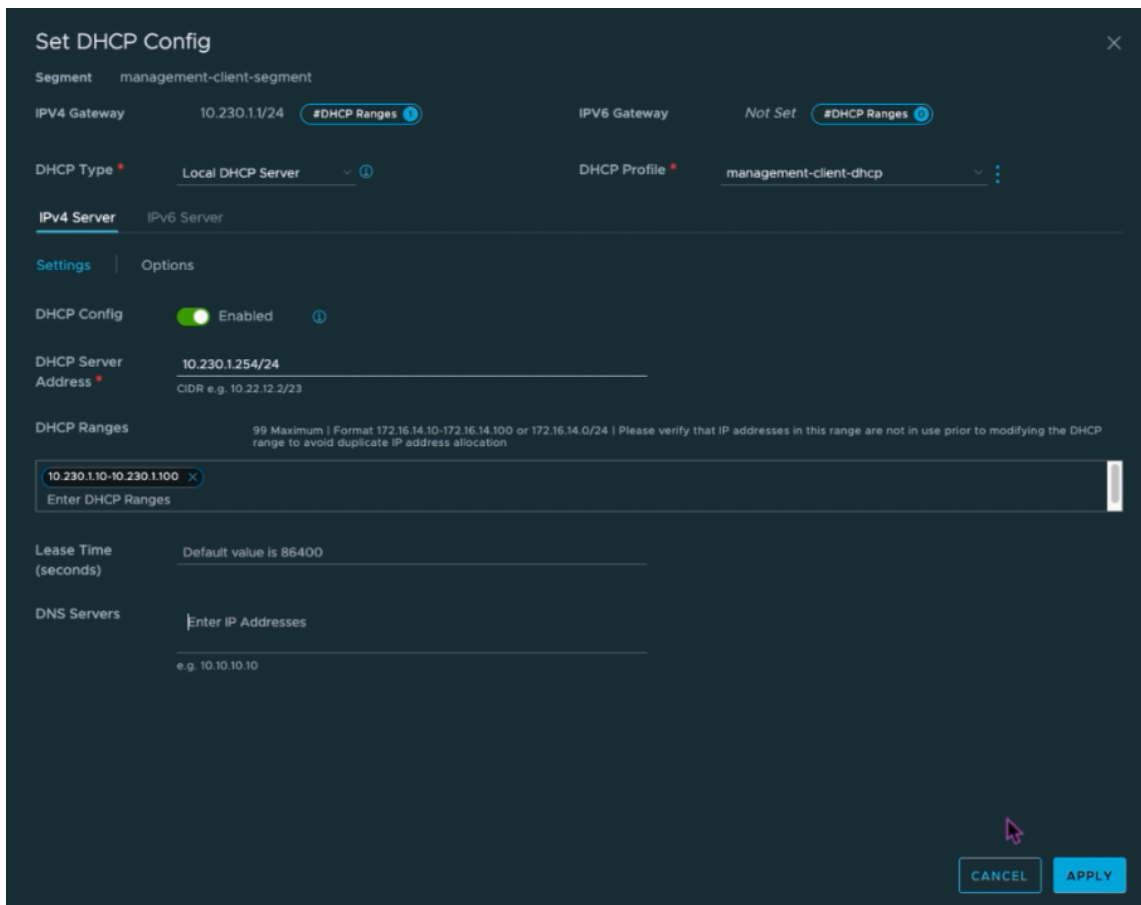 Set DHCP Config
Segment management-client-segment
IPV4 Gateway 10.230.1.1/24 #DHCP Ranges 1 IPV6 Gateway Not Set #DHCP Ranges 0
DHCP Type * Local DHCP Server DHCP Profile * management-client-dhcp
IPv4 Server IPv6 Server
Settings Options
DHCP Config Enabled
DHCP Server
Address *
10.230.1.254/24
CIDR e.g. 10.22.12.2/23
DHCP Ranges
99 Maximum | Format 172.16.14.10-172.16.14.100 or 172.16.14.0/24 | Please verify that IP addresses in this range are not in use prior to modifying the DHCP
range to avoid duplicate IP address allocation
10.230.1.10-10.230.1.100
Enter DHCP Ranges
Lease Time
(seconds)
Default value is 86400
DNS Servers
Enter IP Addresses
e.g. 10.10.10.10
CANCEL APPLY